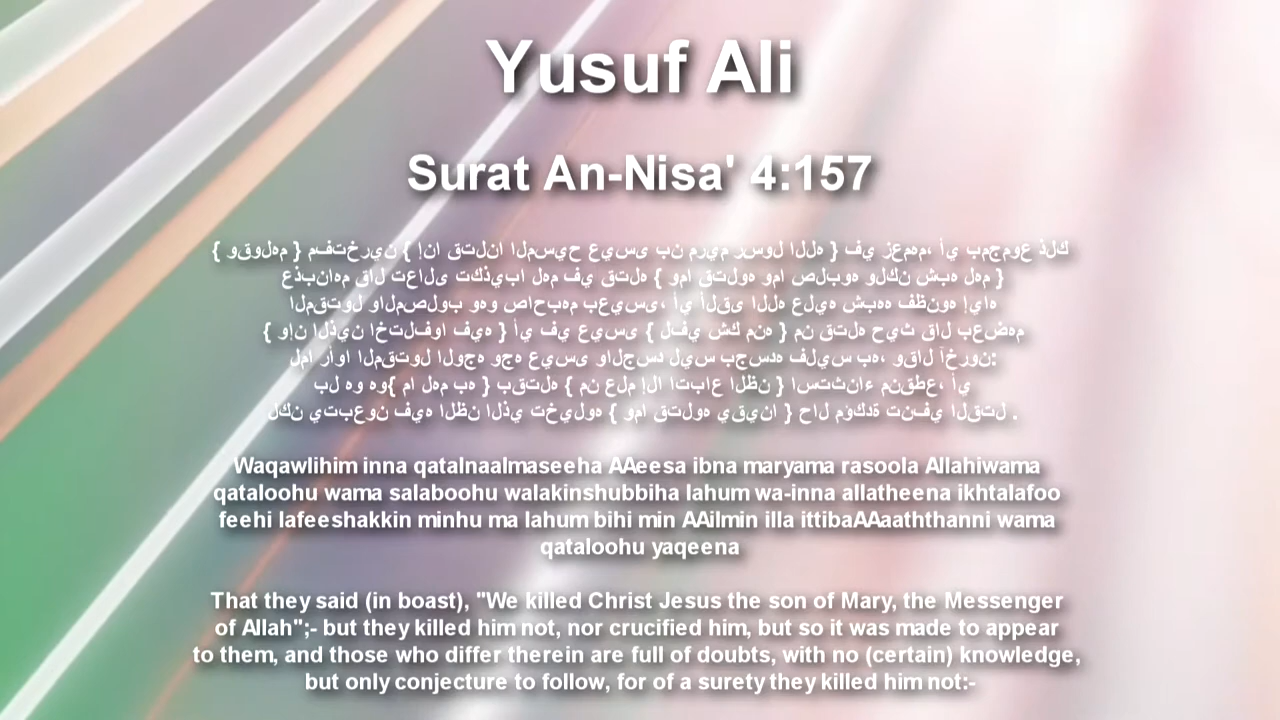 Yusuf Ali
Surat An-Nisa' 4:157
{ وقولهم } مفتخرين { إنا قتلنا المسيح عيسى بن مريم رسول الله } في زعمهم، أي بمجموع ذلك
عذبناهم قال تعالى تكذيبا لهم في قتله { وما قتلوه وما صلبوه ولكن شبه لهم }
المقتول والمصلوب وهو صاحبهم بعيسى، أي ألقى الله عليه شبهه فظنوه إياه
{ وإن الذين اختلفوا فيه } أي في عيسى { لفي شك منه } من قتله حيث قال بعضهم
لما رأوا المقتول الوجه وجه عيسى والجسد ليس بجسده فليس به، وقال آخرون:
بل هو هو{ ما لهم به } بقتله { من علم إلا اتباع الظن } استثناء منقطع، أي
لكن يتبعون فيه الظن الذي تخيلوه { وما قتلوه يقينا } حال مؤكدة تنفي القتل .
Waqawlihim inna qatalnaalmaseeha AAeesa ibna maryama rasoola Allahiwama
qataloohu wama salaboohu walakinshubbiha lahum wa-inna allatheena ikhtalafoo
feehi lafeeshakkin minhu ma lahum bihi min AAilmin illa ittibaAAaaththanni wama
qataloohu yaqeena
That they said (in boast), "We killed Christ Jesus the son of Mary, the Messenger
of Allah";- but they killed him not, nor crucified him, but so it was made to appear
to them, and those who differ therein are full of doubts, with no (certain) knowledge,
but only conjecture to follow, for of a surety they killed him not:-